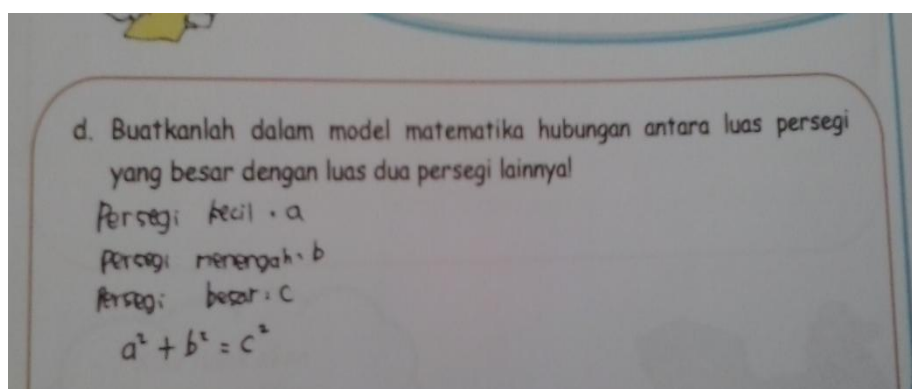 d. Buatkanlah dalam model matematika hubungan antara luas persegi
yang besar dengan luas dua persegi lainnya!
Persegi kecil : a
Persegi menengah : b
Persegi besar : c
a² + b² = c²